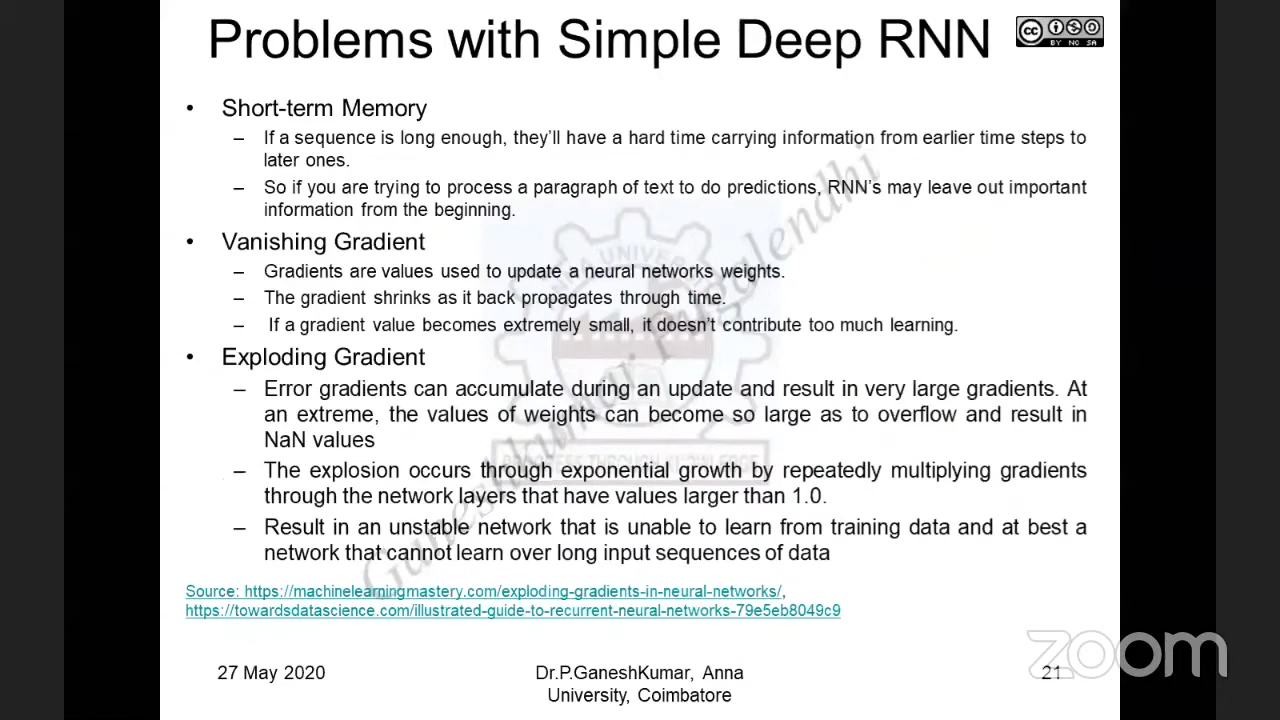 Problems with Simple Deep RNN
cc
BY NC SA
• Short-term Memory
– If a sequence is long enough, they'll have a hard time carrying information from earlier time steps to
later ones.
– So if you are trying to process a paragraph of text to do predictions, RNN's may leave out important
information from the beginning.
• Vanishing Gradient
– Gradients are values used to update a neural networks weights.
– The gradient shrinks as it back propagates through time.
– If a gradient value becomes extremely small, it doesn't contribute too much learning.
• Exploding Gradient
– Error gradients can accumulate during an update and result in very large gradients. At
an extreme, the values of weights can become so large as to overflow and result in
NaN values
– The explosion occurs through exponential growth by repeatedly multiplying gradients
through the network layers that have values larger than 1.0.
– Result in an unstable network that is unable to learn from training data and at best a
network that cannot learn over long input sequences of data
Source: https://machinelearningmastery.com/exploding-gradients-in-neural-networks/,
https://towardsdatascience.com/illustrated-guide-to-recurrent-neural-networks-79e5eb8049c9
Ganeshkumar Pugalendhi
PROGRESS THROUGH KNOWLEDGE
27 May 2020
Dr.P.GaneshKumar, Anna
University, Coimbatore
21
zoom